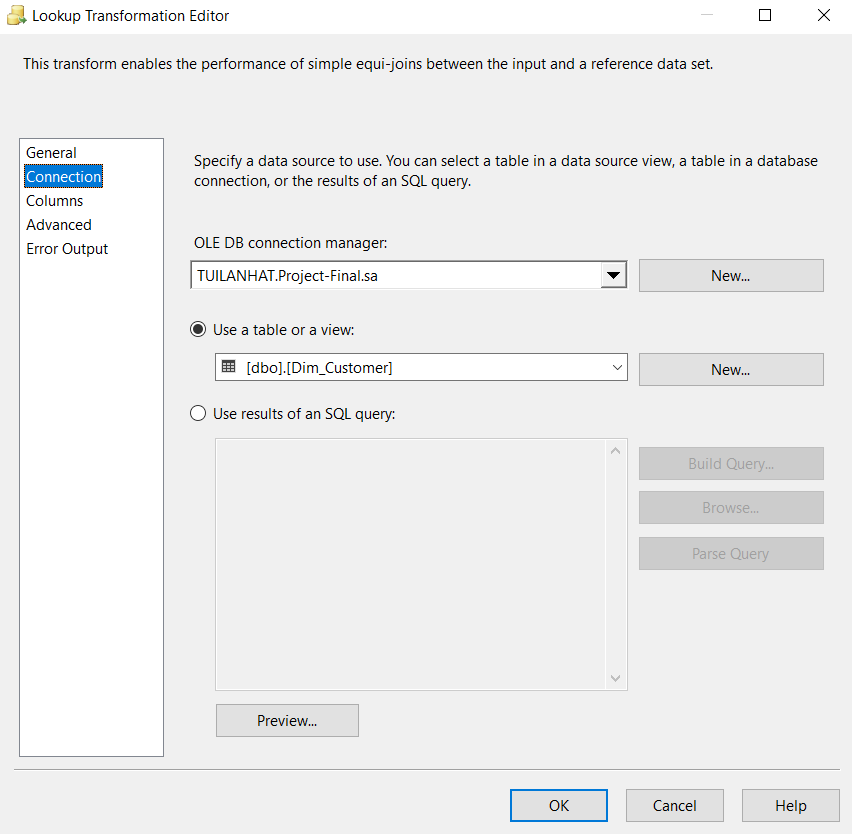 Lookup Transformation Editor
This transform enables the performance of simple equi-joins between the input and a reference data set.
General
Connection
Columns
Advanced
Error Output
Specify a data source to use. You can select a table in a data source view, a table in a database
connection, or the results of an SQL query.
OLE DB connection manager:
TUILANHAT.Project-Final.sa
New...
Use a table or a view:
[dbo].[Dim_Customer]
New...
Use results of an SQL query:
Build Query...
Browse...
Parse Query
Preview...
OK
Cancel
Help